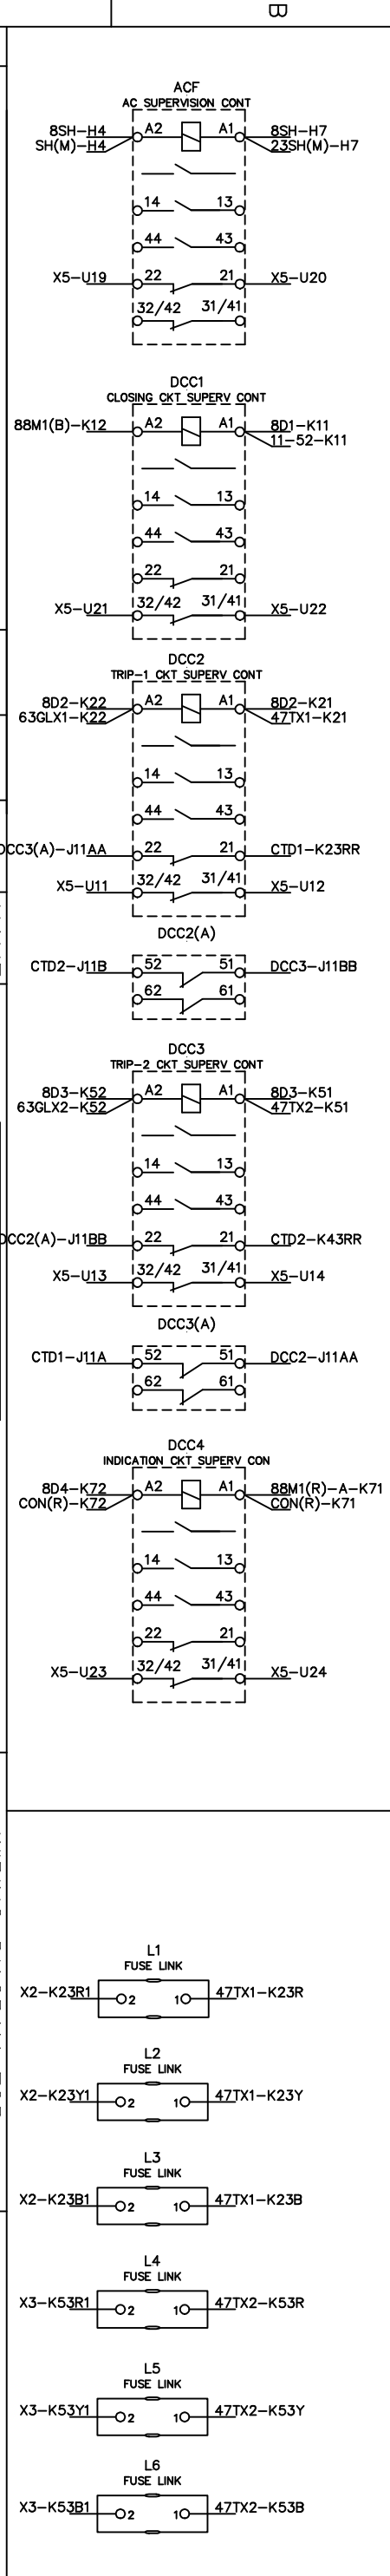 B
ACF
AC SUPERVISION CONT
8SH-H4 A2 A1 8SH-H7
SH(M)-H4 23SH(M)-H7
14 13
44 43
X5-U19 22 21 X5-U20
32/42 31/41
DCC1
CLOSING CKT SUPERV CONT
88M1(B)-K12 A2 A1 8D1-K11
11-52-K11
14 13
44 43
22 21
X5-U21 32/42 31/41 X5-U22
DCC2
TRIP-1 CKT SUPERV CONT
8D2-K22 A2 A1 8D2-K21
63GLX1-K22 47TX1-K21
14 13
44 43
DCC3(A)-J11AA 22 21 CTD1-K23RR
X5-U11 32/42 31/41 X5-U12
DCC2(A)
CTD2-J11B 52 51 DCC3-J11BB
62 61
DCC3
TRIP-2 CKT SUPERV CONT
8D3-K52 A2 A1 8D3-K51
63GLX2-K52 47TX2-K51
14 13
44 43
DCC2(A)-J11BB 22 21 CTD2-K43RR
X5-U13 32/42 31/41 X5-U14
DCC3(A)
CTD1-J11A 52 51 DCC2-J11AA
62 61
DCC4
INDICATION CKT SUPERV CON
8D4-K72 A2 A1 88M1(R)-A-K71
CON(R)-K72 CON(R)-K71
14 13
44 43
22 21
X5-U23 32/42 31/41 X5-U24
L1
FUSE LINK
X2-K23R1 2 1 47TX1-K23R
L2
FUSE LINK
X2-K23Y1 2 1 47TX1-K23Y
L3
FUSE LINK
X2-K23B1 2 1 47TX1-K23B
L4
FUSE LINK
X3-K53R1 2 1 47TX2-K53R
L5
FUSE LINK
X3-K53Y1 2 1 47TX2-K53Y
L6
FUSE LINK
X3-K53B1 2 1 47TX2-K53B